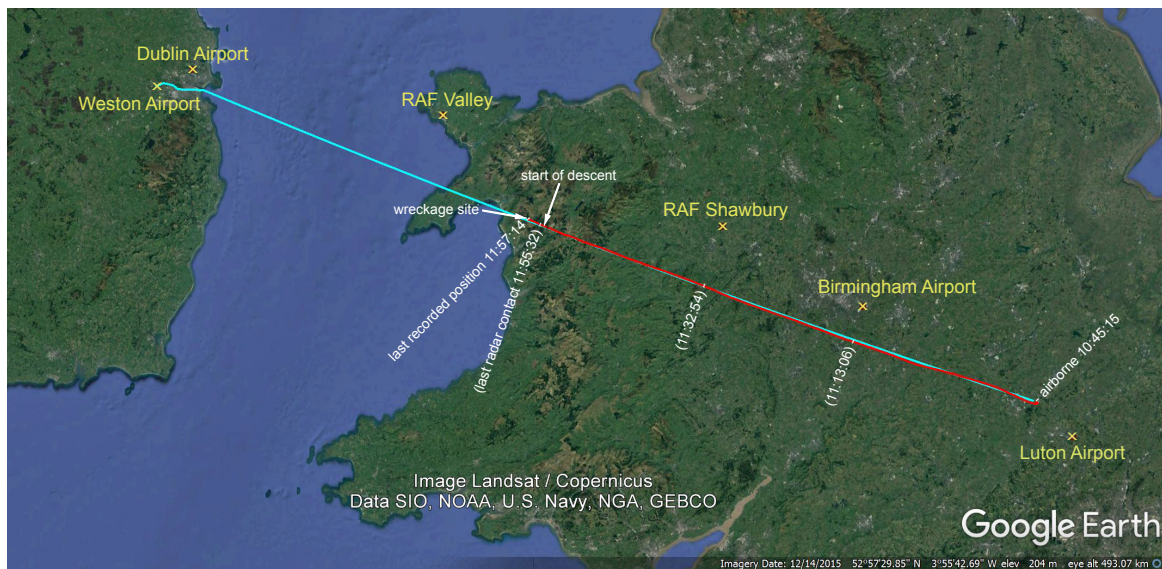 Dublin Airport
Weston Airport
RAF Valley
start of descent
wreckage site
RAF Shawbury
last recorded position 11:57:14
(last radar contact 11:55:32)
(11:32:54)
Birmingham Airport
(11:13:06)
airborne 10:45:15
Luton Airport
Image Landsat / Copernicus
Data SIO, NOAA, U.S. Navy, NGA, GEBCO
Google Earth
Imagery Date: 12/14/2015 52°57'29.85" N 3°55'42.69" W elev 204 m eye alt 493.07 km